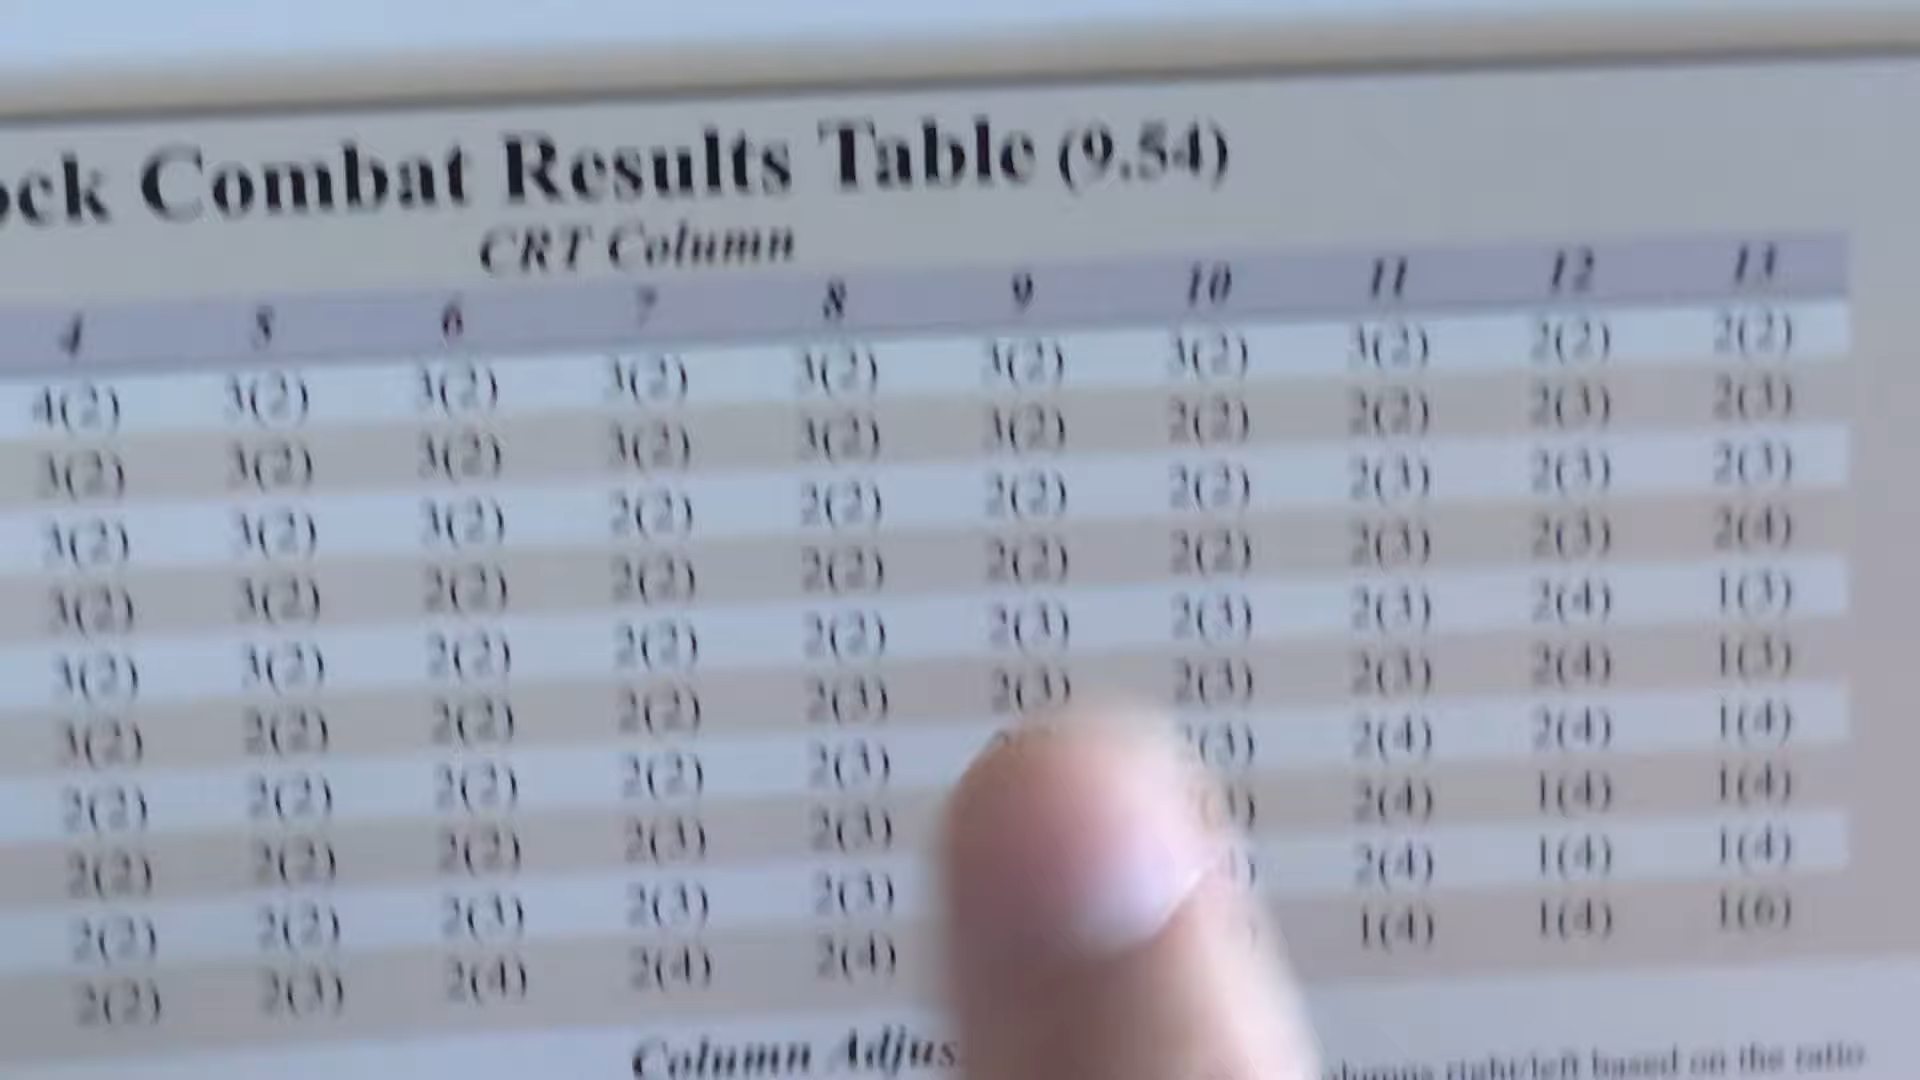 ck Combat Results Table (9.54)
CRT Column
4 5 6 7 8 9 10 11 12 13
4(2) 3(2) 3(2) 3(2) 3(2) 3(2) 3(2) 3(2) 2(2) 2(2)
3(2) 3(2) 3(2) 3(2) 3(2) 3(2) 2(2) 2(2) 2(3) 2(3)
3(2) 3(2) 3(2) 2(2) 2(2) 2(2) 2(2) 2(3) 2(3) 2(3)
3(2) 3(2) 2(2) 2(2) 2(2) 2(2) 2(2) 2(3) 2(3) 2(4)
3(2) 3(2) 2(2) 2(2) 2(2) 2(3) 2(3) 2(3) 2(4) 1(3)
3(2) 2(2) 2(2) 2(2) 2(3) 2(3) 2(3) 2(3) 2(4) 1(3)
2(2) 2(2) 2(2) 2(2) 2(3) 2(3) 2(4) 2(4) 1(4)
2(2) 2(2) 2(2) 2(3) 2(3) 2(4) 1(4) 1(4)
2(2) 2(2) 2(3) 2(3) 2(3) 2(4) 1(4) 1(4)
2(2) 2(3) 2(4) 2(4) 2(4) 1(4) 1(4) 1(6)
Column Adjus
right/left based on the ratio